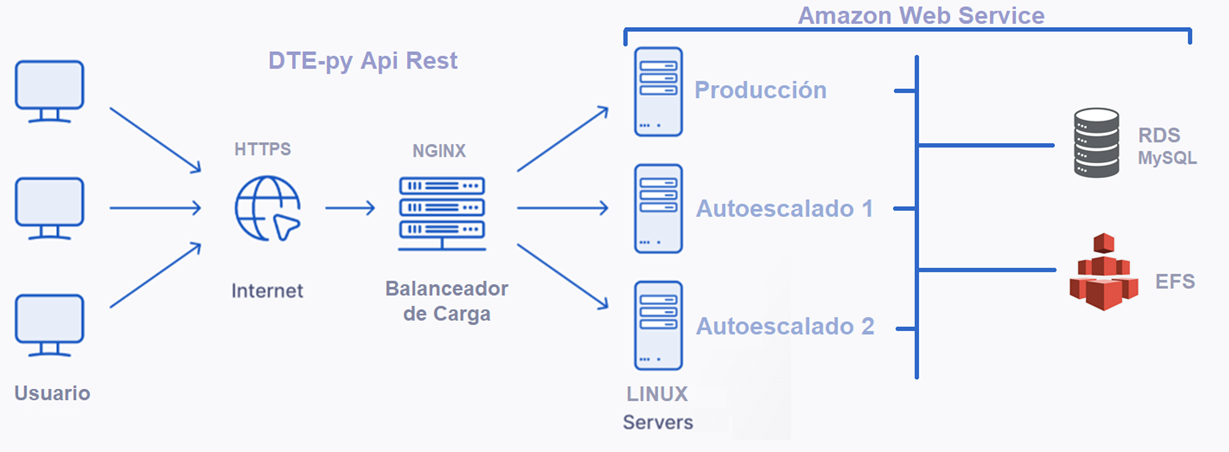 Amazon Web Service
DTE-py Api Rest
Producción
HTTPS
NGINX
RDS
MySQL
Autoescalado 1
Internet
Balanceador
de Carga
EFS
Autoescalado 2
Usuario
LINUX
Servers